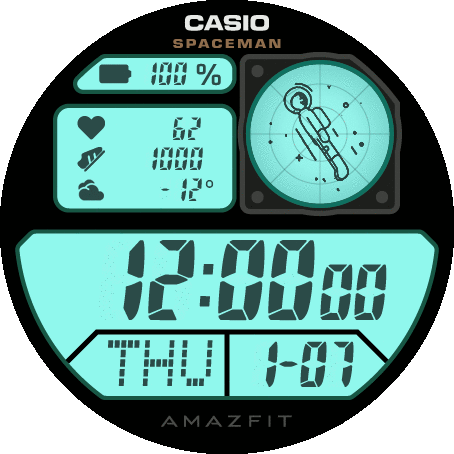 CASIO
SPACEMAN
100 %
62
1000
-12°
12:00 00
THU 1-07
AMAZFIT